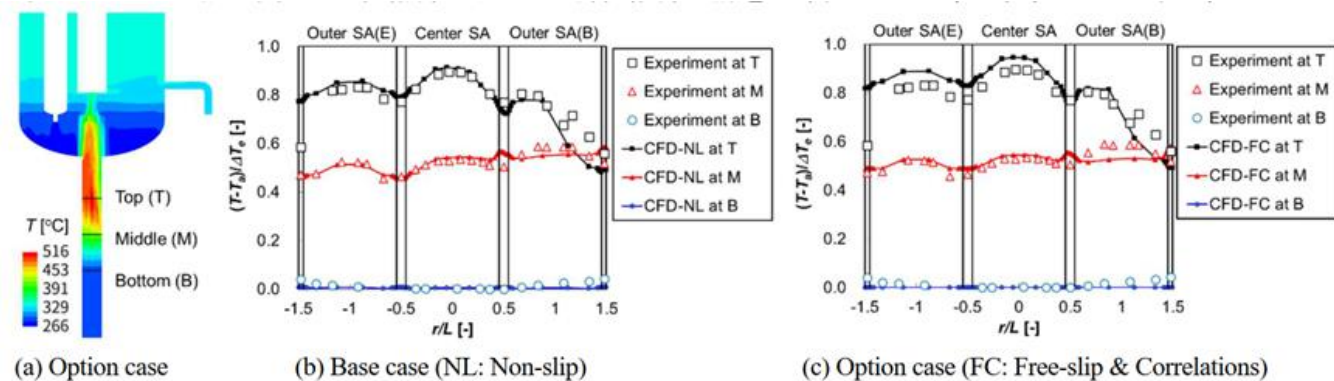 (a)
Top (T)
Middle (M)
Bottom (B)
T [°C]
516
453
391
329
266
(a) Option case
Outer SA(E) Center SA Outer SA(B)
(T-Tₐ)/ΔTₑ [-]
1.0
0.8
0.6
0.4
0.2
0.0
-1.5 -1 -0.5 0 0.5 1 1.5
r/L [-]
Experiment at T
Experiment at M
Experiment at B
CFD-NL at T
CFD-NL at M
CFD-NL at B
(b) Base case (NL: Non-slip)
Outer SA(E) Center SA Outer SA(B)
(T-Tₐ)/ΔTₑ [-]
1.0
0.8
0.6
0.4
0.2
0.0
-1.5 -1 -0.5 0 0.5 1 1.5
r/L [-]
Experiment at T
Experiment at M
Experiment at B
CFD-FC at T
CFD-FC at M
CFD-FC at B
(c) Option case (FC: Free-slip & Correlations)